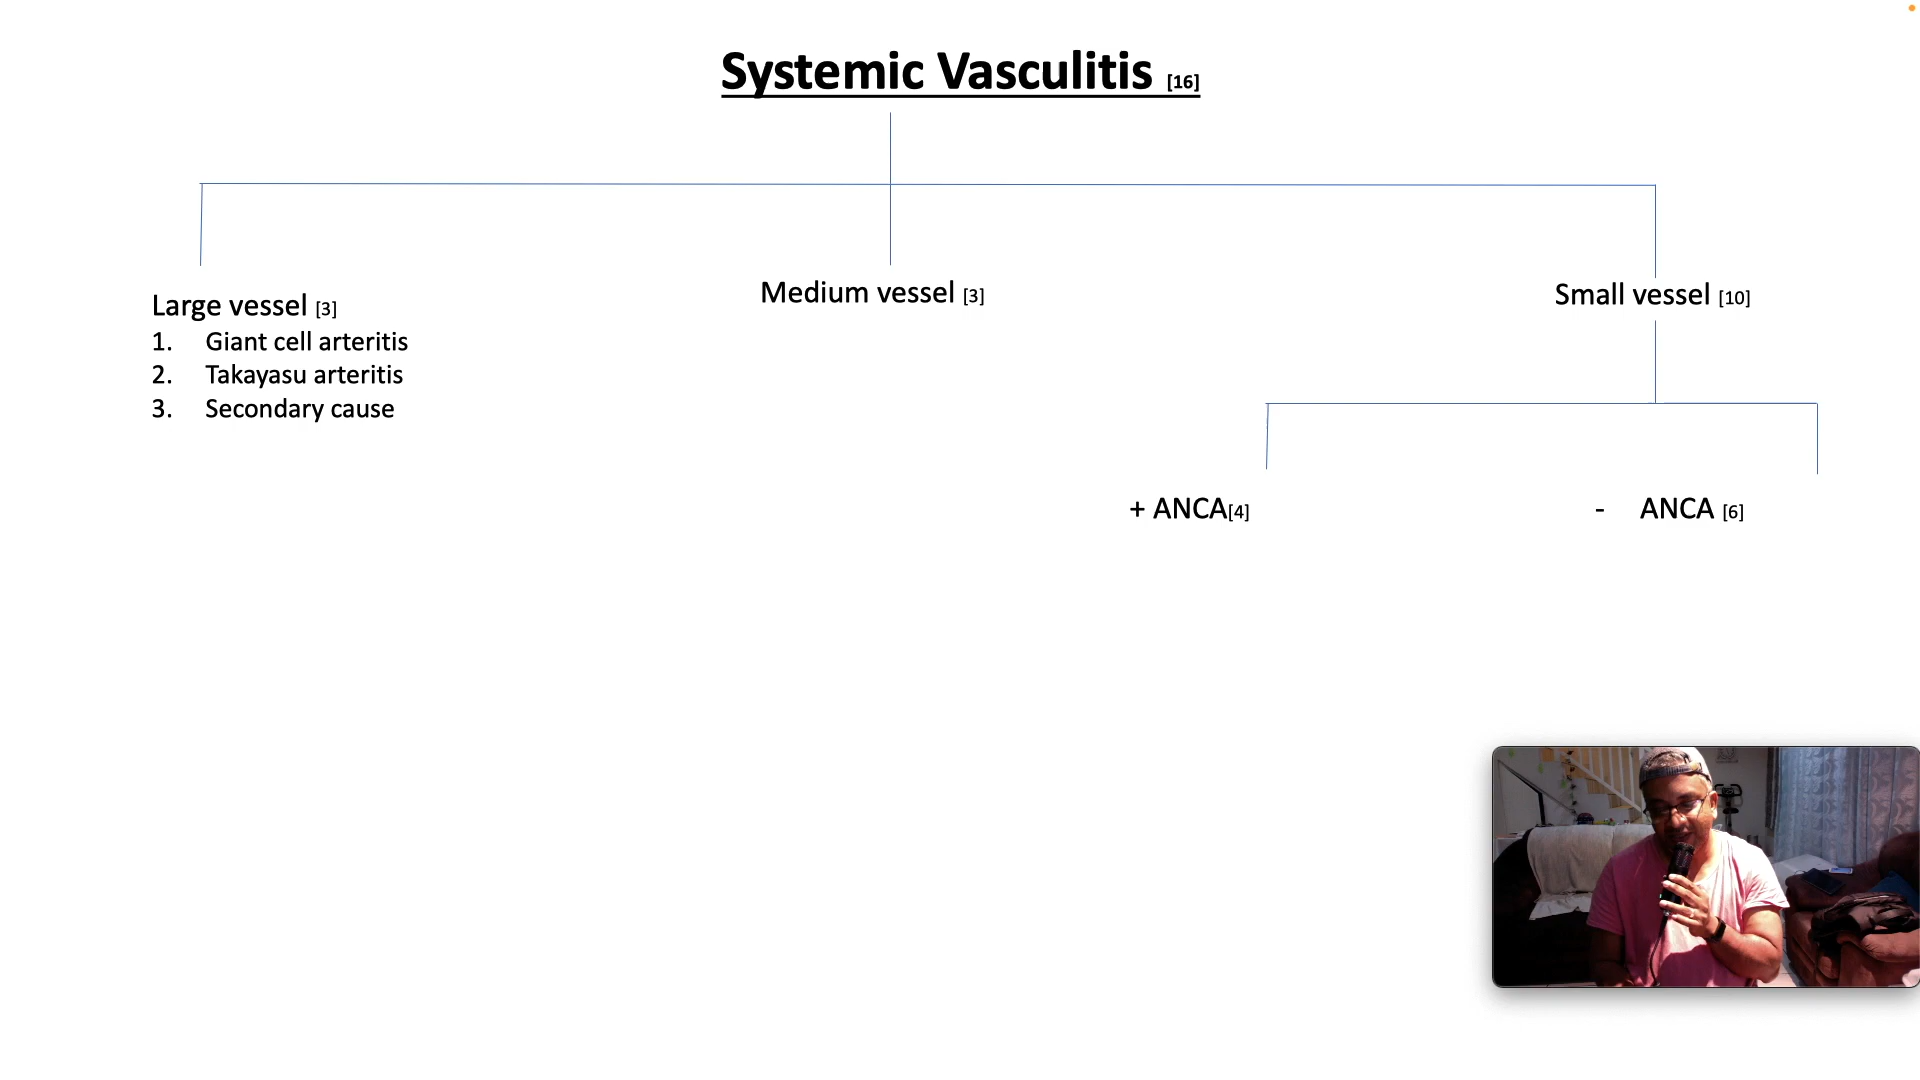 Systemic Vasculitis [16]
Large vessel [3]
1. Giant cell arteritis
2. Takayasu arteritis
3. Secondary cause
Medium vessel [3]
Small vessel [10]
+ ANCA[4]
- ANCA [6]